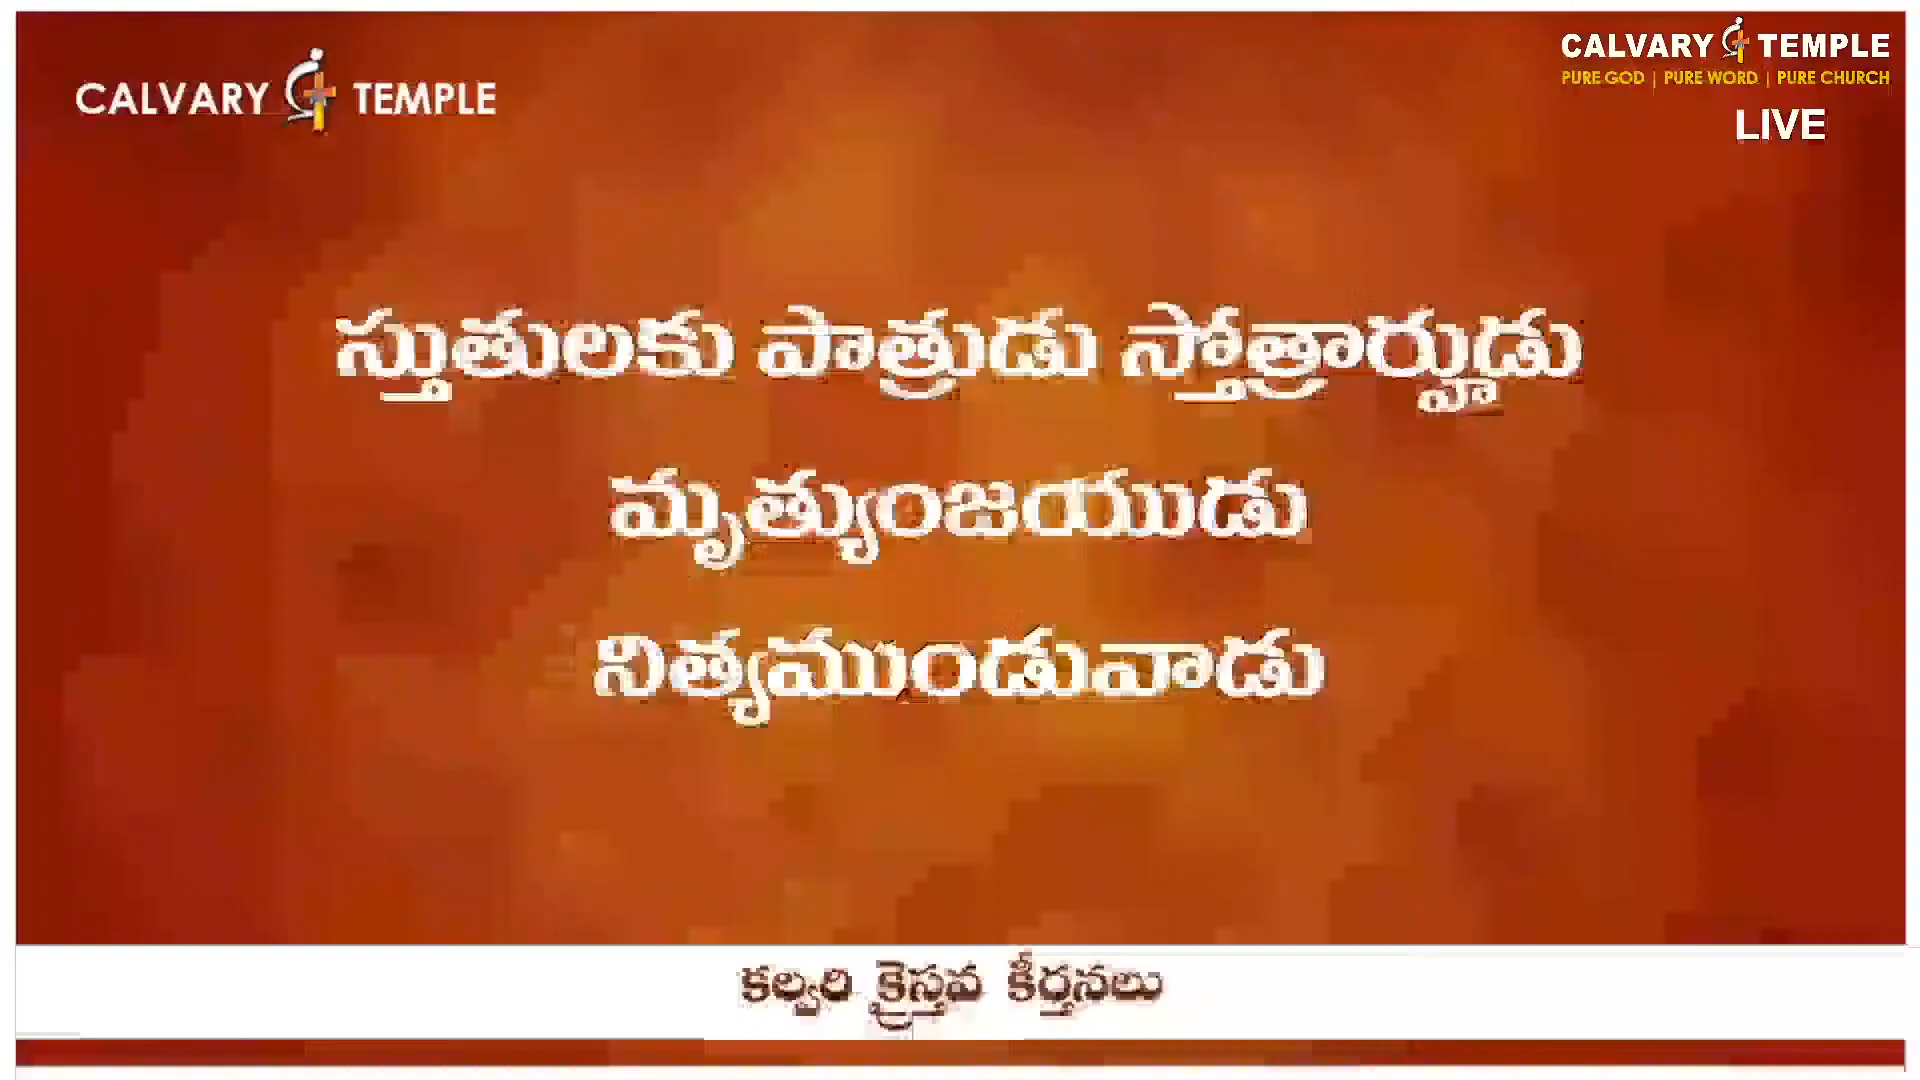 CALVARY TEMPLE
CALVARY TEMPLE
PURE GOD | PURE WORD | PURE CHURCH
LIVE
స్తుతులకు పాత్రుడు స్తోత్రార్హుడు
మృత్యుంజయుడు
నిత్యముండువాడు
కల్వరి క్రైస్తవ కీర్తనలు